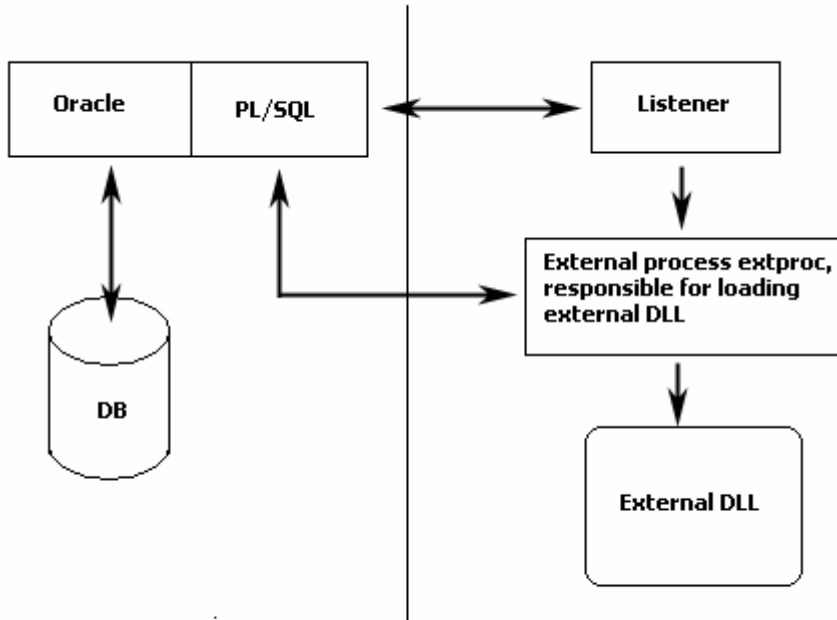 Oracle
PL/SQL
Listener
External process extproc,
responsible for loading
external DLL
DB
External DLL